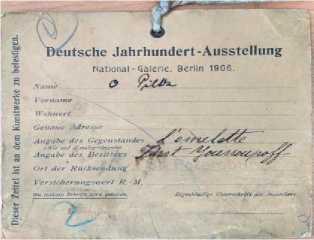 Dieser Zettel ist an dem Kunstwerke zu befestigen.
Deutsche Jahrhundert-Ausstellung
National-Galerie, Berlin 1906.
Name
Vorname
Wohnort
Genaue Adresse
Angabe des Gegenstandes L'omelette
Angabe des Besitzers Fürst Youssoupoff
Ort der Rücksendung
Versicherungswert R.-M.